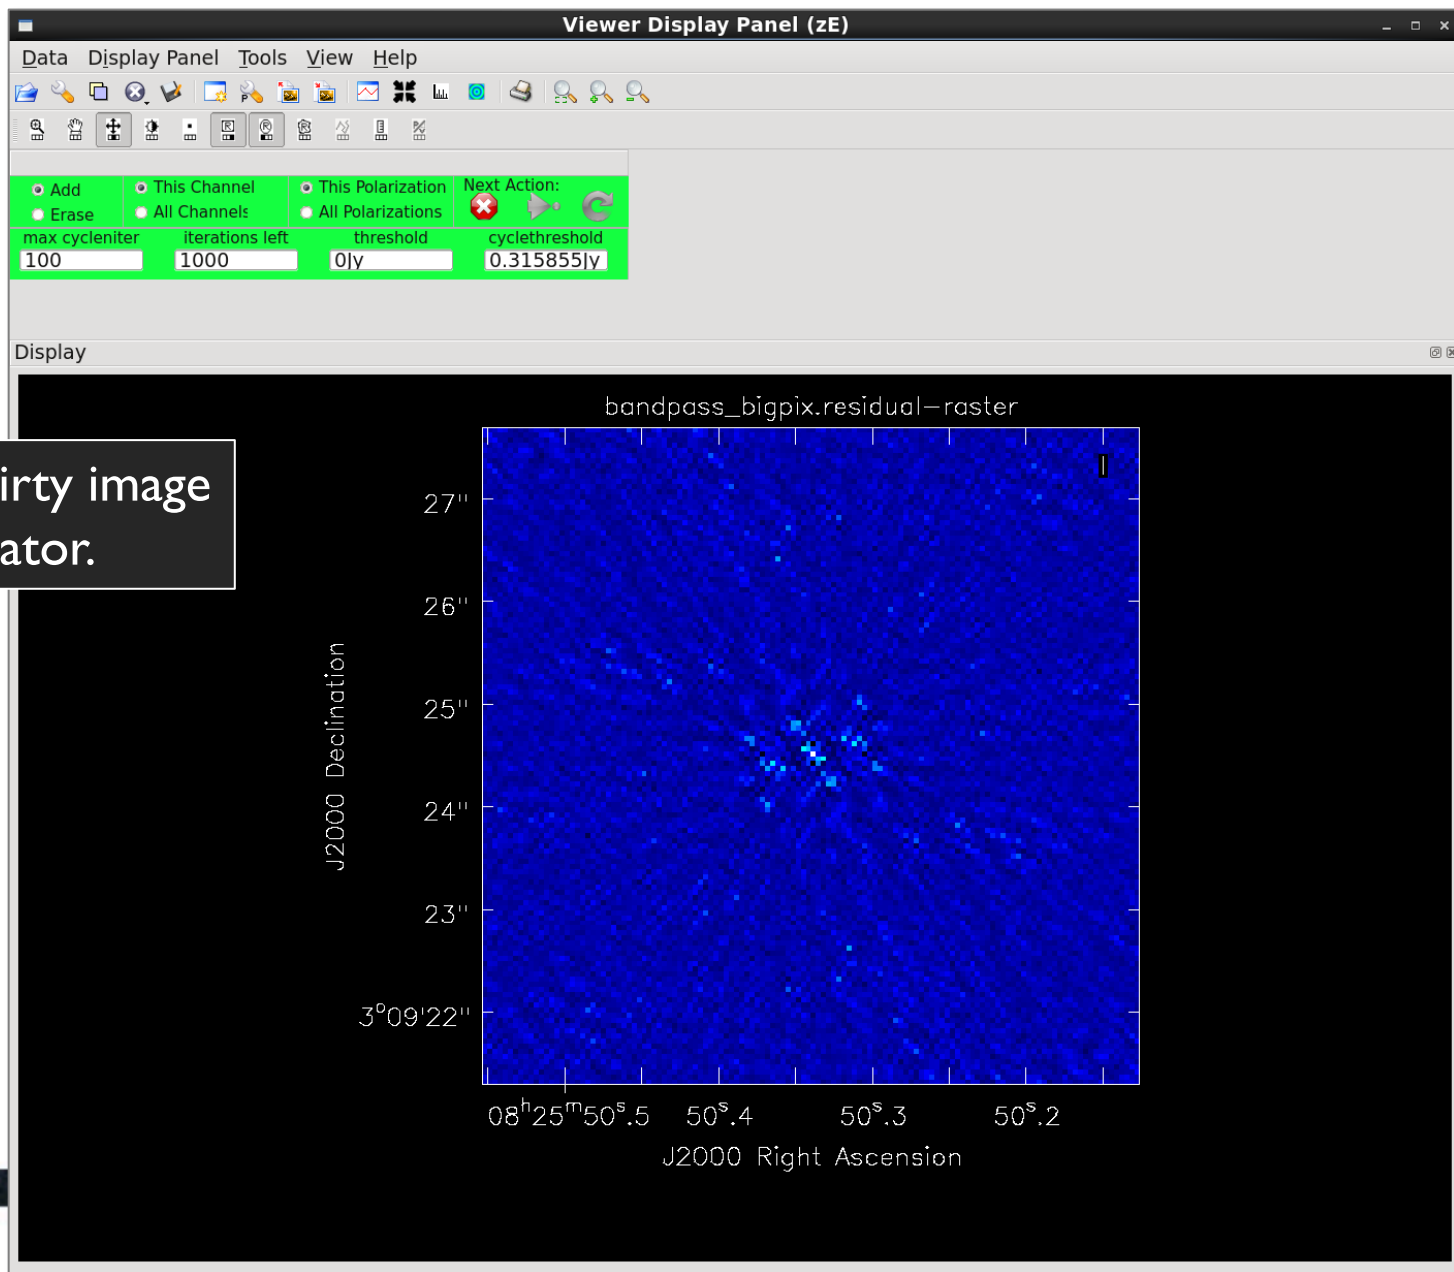 Viewer Display Panel (zE)
Data Display Panel Tools View Help
Add This Channel This Polarization Next Action:
Erase All Channels All Polarizations
max cycleniter iterations left threshold cyclethreshold
100 1000 0Jy 0.315855Jy
Display
bandpass_bigpix.residual-raster
I
irty image
ator.
27"
26"
25"
24"
23"
3°09'22"
J2000 Declination
08ʰ25ᵐ50ˢ.5 50ˢ.4 50ˢ.3 50ˢ.2
J2000 Right Ascension